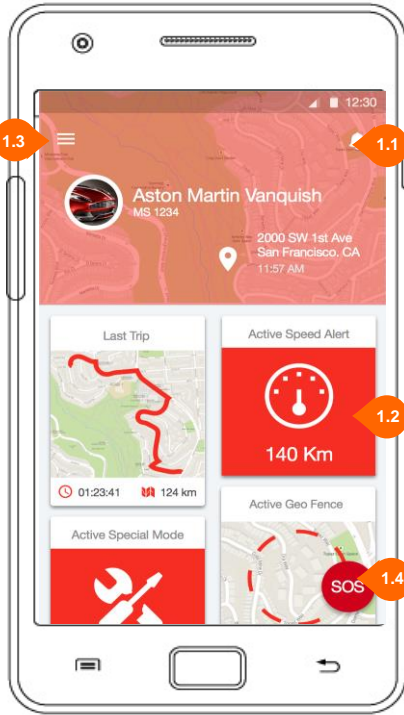 12:30
1.3
1.1
Aston Martin Vanquish
MS 1234
2000 SW 1st Ave
San Francisco. CA
11:57 AM
Last Trip
Active Speed Alert
1.2
140 Km
01:23:41
124 km
Active Geo Fence
Active Special Mode
SOS
1.4